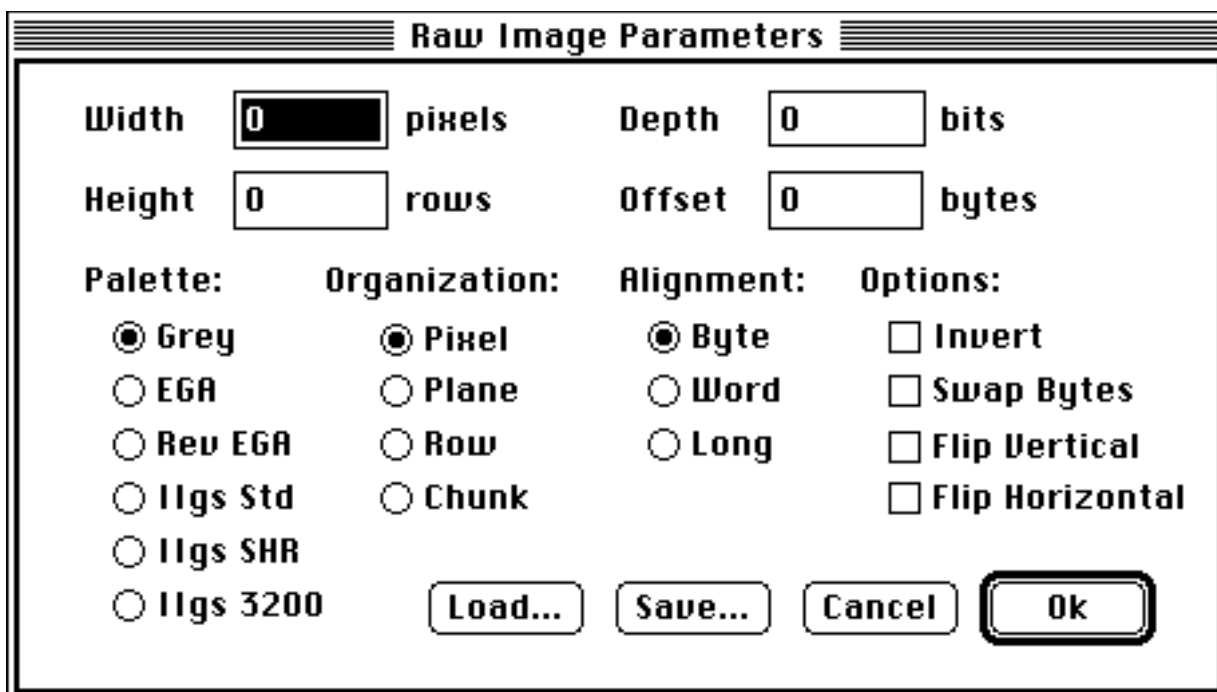 Raw Image Parameters
Width 0 pixels Depth 0 bits
Height 0 rows Offset 0 bytes
Palette: Organization: Alignment: Options:
Grey Pixel Byte Invert
EGA Plane Word Swap Bytes
Rev EGA Row Long Flip Vertical
IIgs Std Chunk Flip Horizontal
IIgs SHR
IIgs 3200 Load... Save... Cancel Ok